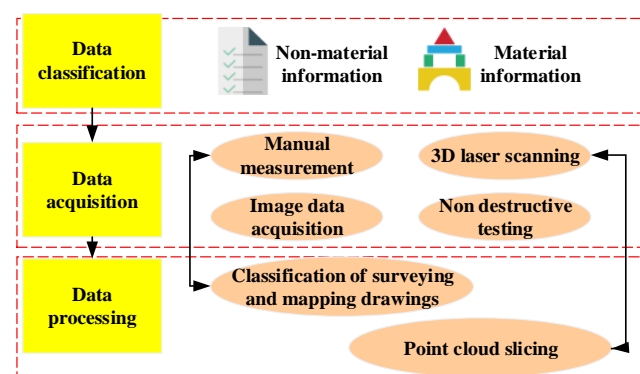 Data
classification
Non-material
information
Material
information
Data
acquisition
Manual
measurement
3D laser scanning
Image data
acquisition
Non destructive
testing
Data
processing
Classification of surveying
and mapping drawings
Point cloud slicing